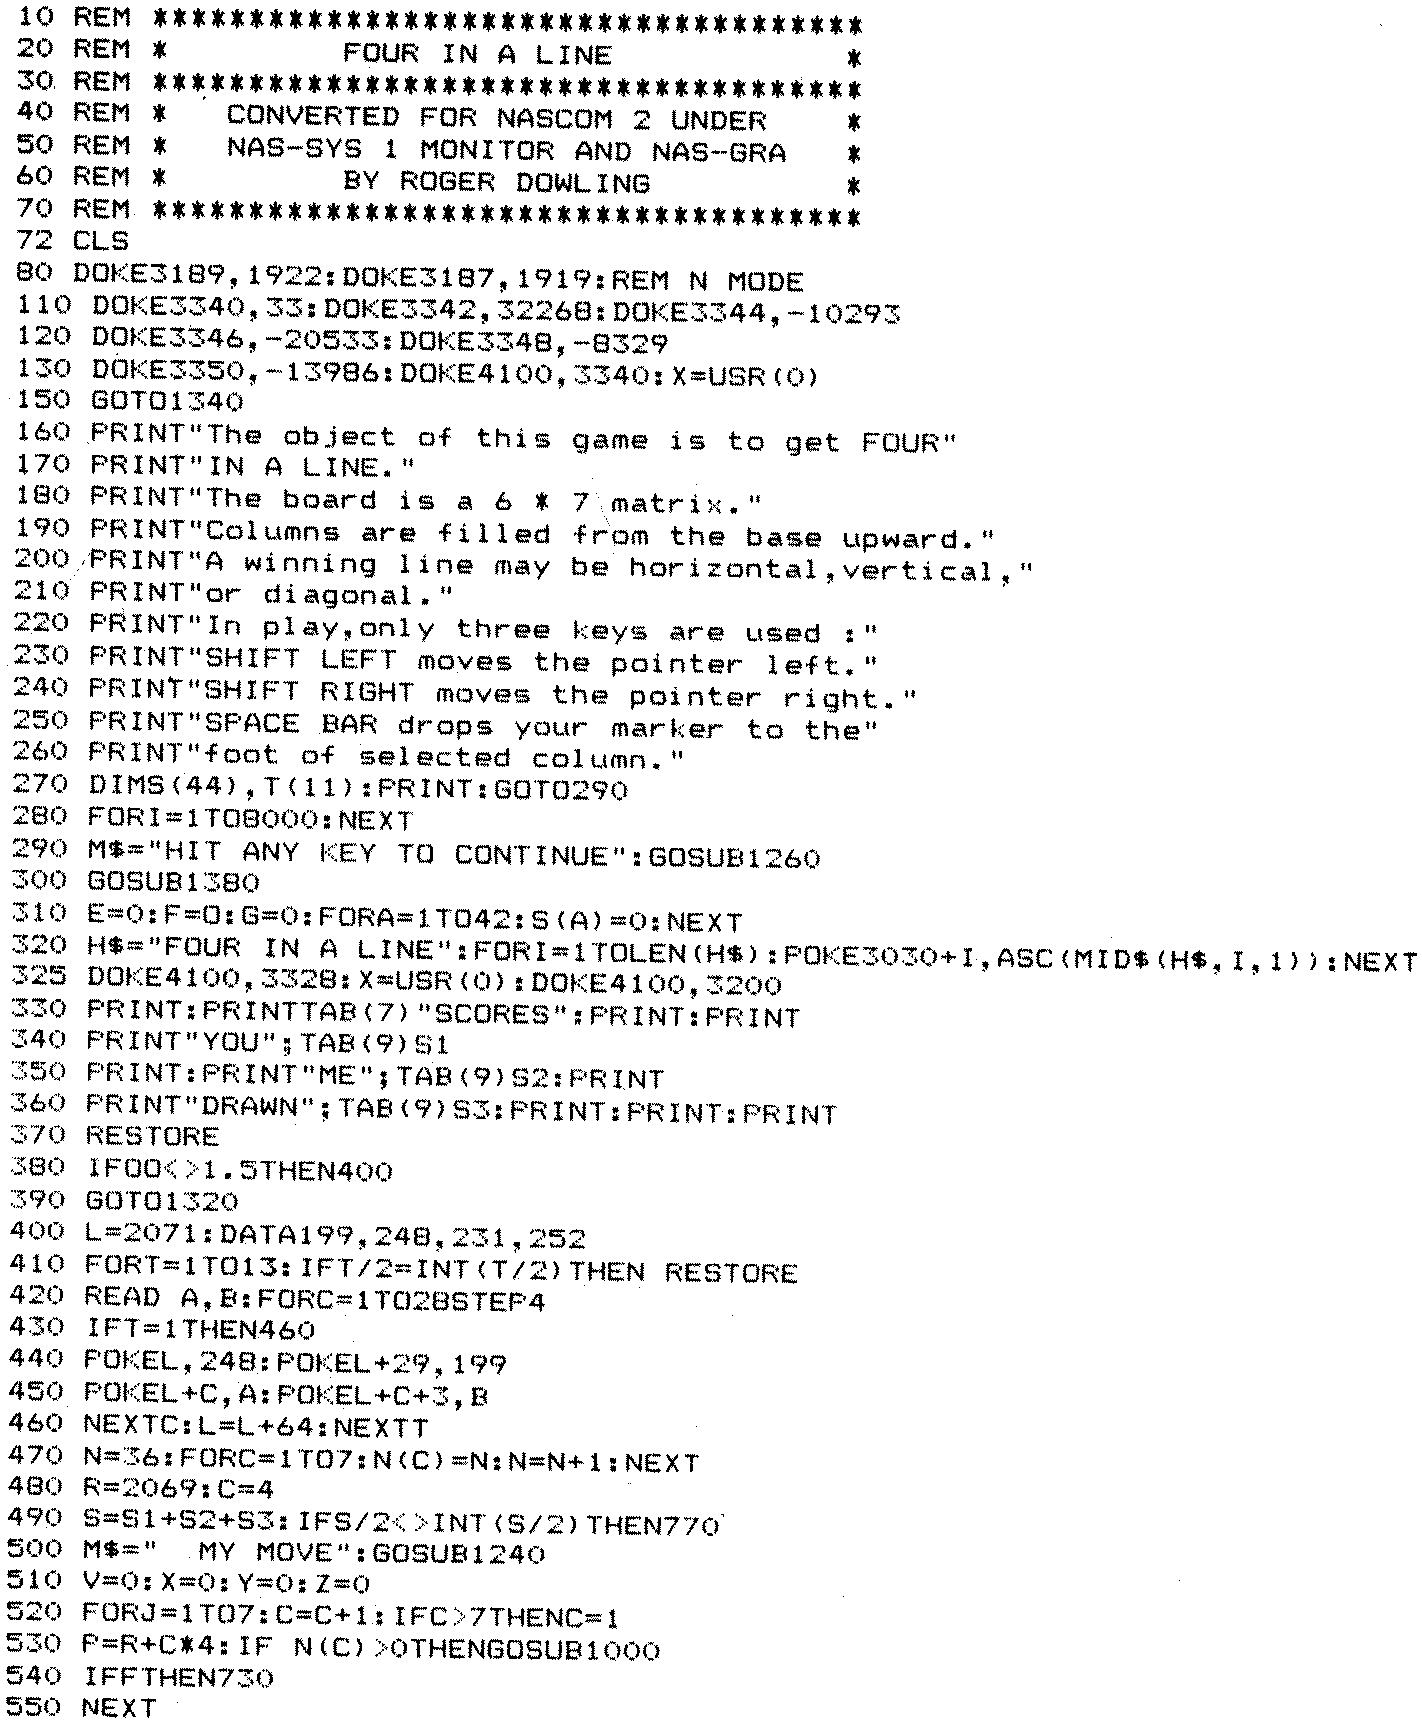 10 REM *************************************
20 REM *         FOUR IN A LINE            *
30 REM *************************************
40 REM *   CONVERTED FOR NASCOM 2 UNDER    *
50 REM *   NAS-SYS 1 MONITOR AND NAS-GRA   *
60 REM *         BY ROGER DOWLING          *
70 REM *************************************
72 CLS
80 DOKE3189,1922:DOKE3187,1919:REM N MODE
110 DOKE3340,33:DOKE3342,32268:DOKE3344,-10293
120 DOKE3346,-20533:DOKE3348,-8329
130 DOKE3350,-13986:DOKE4100,3340:X=USR(0)
150 GOTO1340
160 PRINT"The object of this game is to get FOUR"
170 PRINT"IN A LINE."
180 PRINT"The board is a 6 * 7 matrix."
190 PRINT"Columns are filled from the base upward."
200 PRINT"A winning line may be horizontal,vertical,"
210 PRINT"or diagonal."
220 PRINT"In play,only three keys are used :"
230 PRINT"SHIFT LEFT moves the pointer left."
240 PRINT"SHIFT RIGHT moves the pointer right."
250 PRINT"SPACE BAR drops your marker to the"
260 PRINT"foot of selected column."
270 DIMS(44),T(11):PRINT:GOTO290
280 FORI=1TO8000:NEXT
290 M$="HIT ANY KEY TO CONTINUE":GOSUB1260
300 GOSUB1380
310 E=0:F=0:G=0:FORA=1TO42:S(A)=0:NEXT
320 H$="FOUR IN A LINE":FORI=1TOLEN(H$):POKE3030+I,ASC(MID$(H$,I,1)):NEXT
325 DOKE4100,3328:X=USR(0):DOKE4100,3200
330 PRINT:PRINTTAB(7)"SCORES":PRINT:PRINT
340 PRINT"YOU";TAB(9)S1
350 PRINT:PRINT"ME";TAB(9)S2:PRINT
360 PRINT"DRAWN";TAB(9)S3:PRINT:PRINT:PRINT
370 RESTORE
380 IFOO<>1.5THEN400
390 GOTO1320
400 L=2071:DATA199,248,231,252
410 FORT=1TO13:IFT/2=INT(T/2)THEN RESTORE
420 READ A,B:FORC=1TO28STEP4
430 IFT=1THEN460
440 POKEL,248:POKEL+29,199
450 POKEL+C,A:POKEL+C+3,B
460 NEXTC:L=L+64:NEXTT
470 N=36:FORC=1TO7:N(C)=N:N=N+1:NEXT
480 R=2069:C=4
490 S=S1+S2+S3:IFS/2<>INT(S/2)THEN770
500 M$="  MY MOVE":GOSUB1240
510 V=0:X=0:Y=0:Z=0
520 FORJ=1TO7:C=C+1:IFC>7THENC=1
530 P=R+C*4:IF N(C)>0THENGOSUB1000
540 IFFTHEN730
550 NEXT